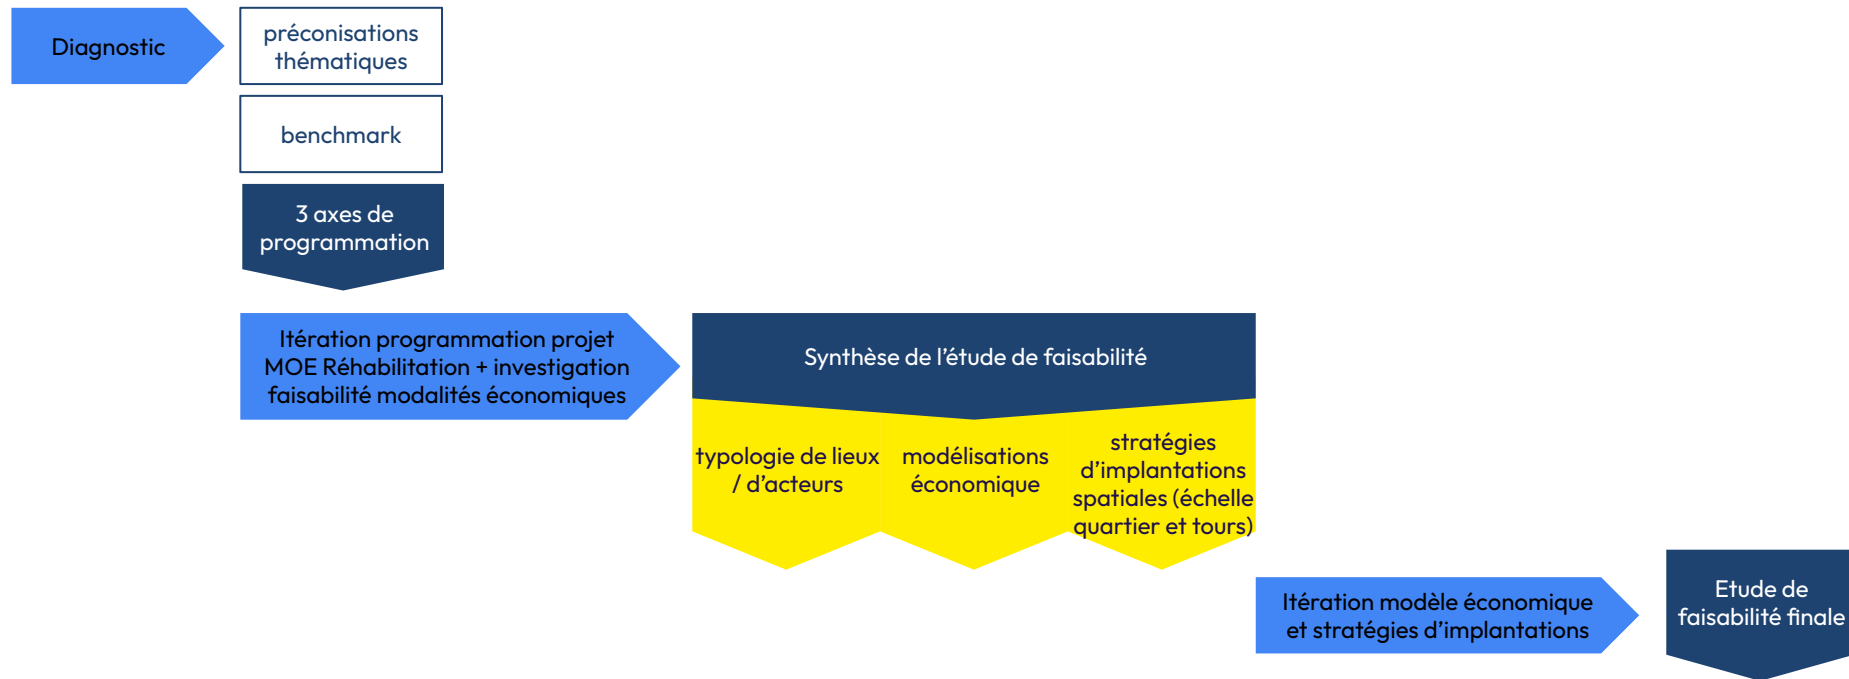 Diagnostic
préconisations
thématiques
benchmark
3 axes de
programmation
Itération programmation projet
MOE Réhabilitation + investigation
faisabilité modalités économiques
Synthèse de l'étude de faisabilité
typologie de lieux
/ d'acteurs
modélisations
économique
stratégies
d'implantations
spatiales (échelle
quartier et tours)
Itération modèle économique
et stratégies d'implantations
Etude de
faisabilité finale